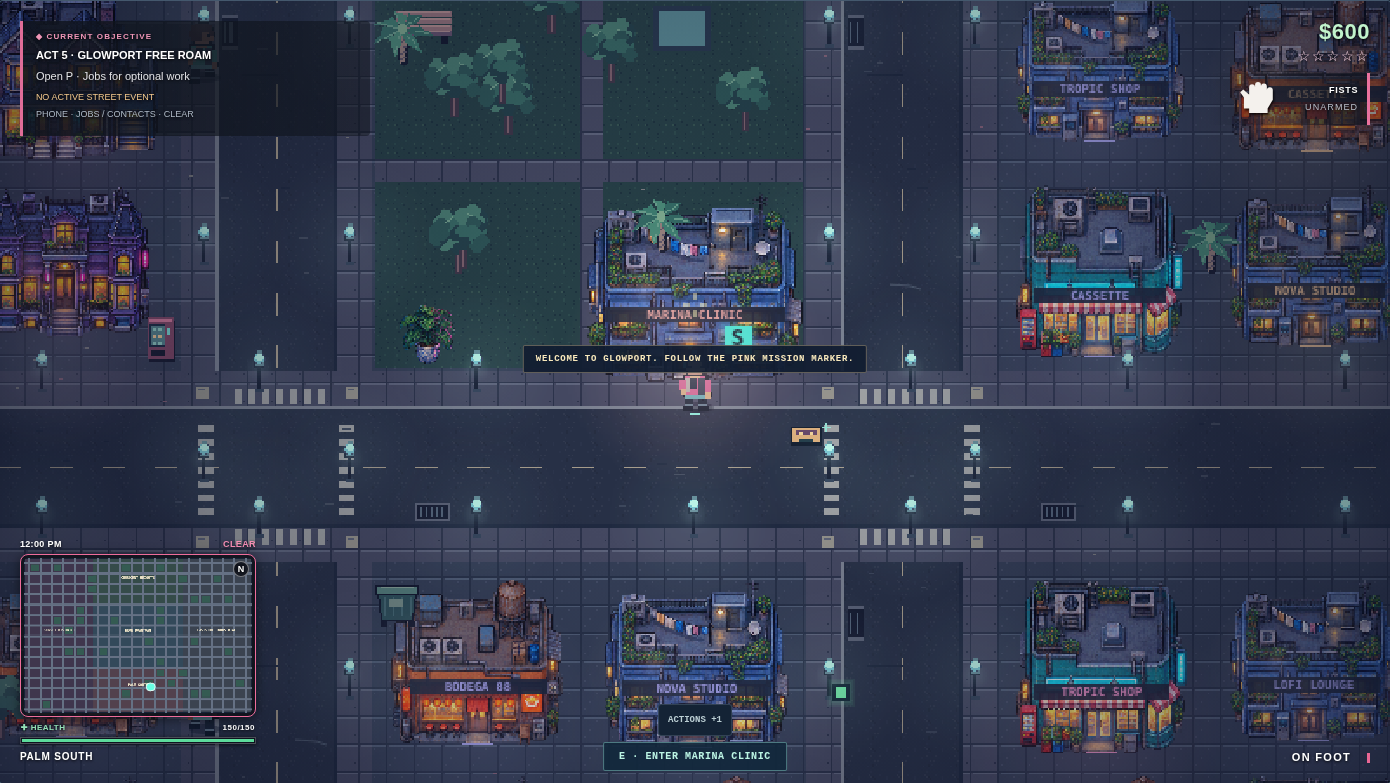 ◆ CURRENT OBJECTIVE
ACT 5 · GLOWPORT FREE ROAM
Open P · Jobs for optional work
NO ACTIVE STREET EVENT
PHONE · JOBS / CONTACTS · CLEAR
$600
☆☆☆☆☆
FISTS
UNARMED
TROPIC SHOP
MARINA CLINIC
S
CASSETTE
NOVA STUDIO
WELCOME TO GLOWPORT. FOLLOW THE PINK MISSION MARKER.
12:00 PM
CLEAR
N
HEALTH
150/150
PALM SOUTH
BODEGA 88
NOVA STUDIO
TROPIC SHOP
LOFI LOUNGE
ACTIONS +1
E · ENTER MARINA CLINIC
ON FOOT